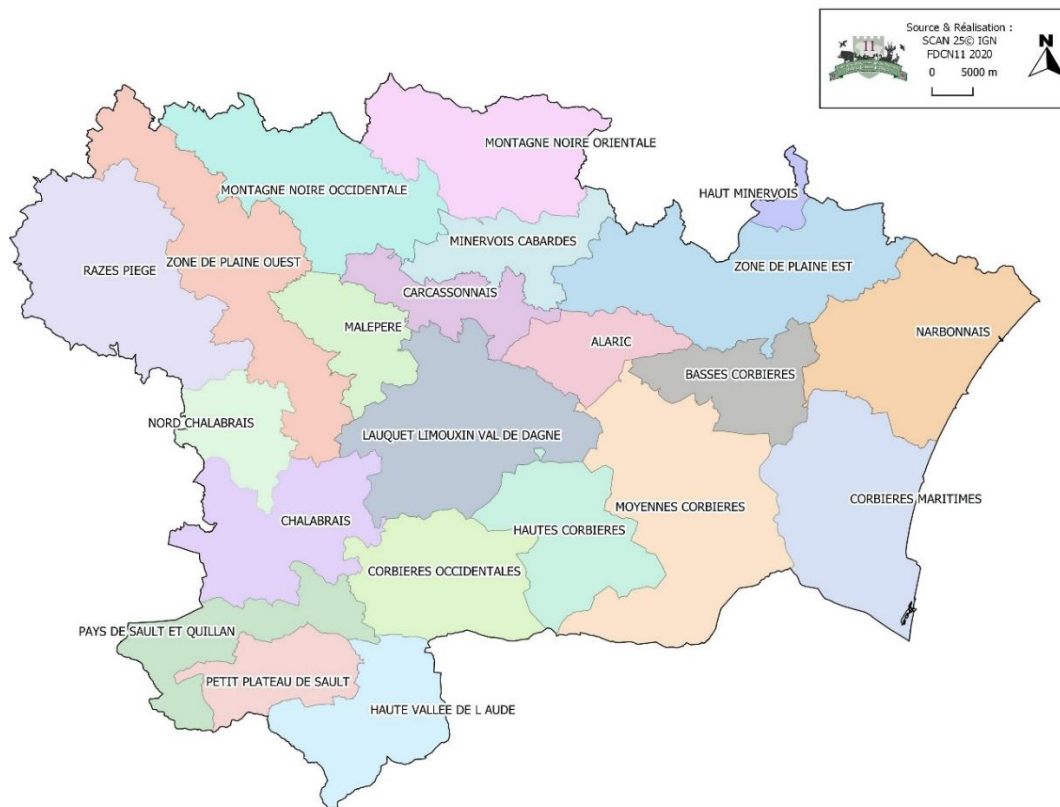 Source & Réalisation :
SCAN 25© IGN
FDCN11 2020
0 5000 m
N
11
MONTAGNE NOIRE ORIENTALE
MONTAGNE NOIRE OCCIDENTALE
HAUT MINERVOIS
MINERVOIS CABARDES
ZONE DE PLAINE OUEST
ZONE DE PLAINE EST
RAZES PIEGE
CARCASSONNAIS
MALEPERE
ALARIC
NARBONNAIS
BASSES CORBIERES
NORD CHALABRAIS
LAUQUET LIMOUXIN VAL DE DAGNE
CORBIERES MARITIMES
MOYENNES CORBIERES
CHALABRAIS
HAUTES CORBIERES
CORBIERES OCCIDENTALES
PAYS DE SAULT ET QUILLAN
PETIT PLATEAU DE SAULT
HAUTE VALLEE DE L AUDE